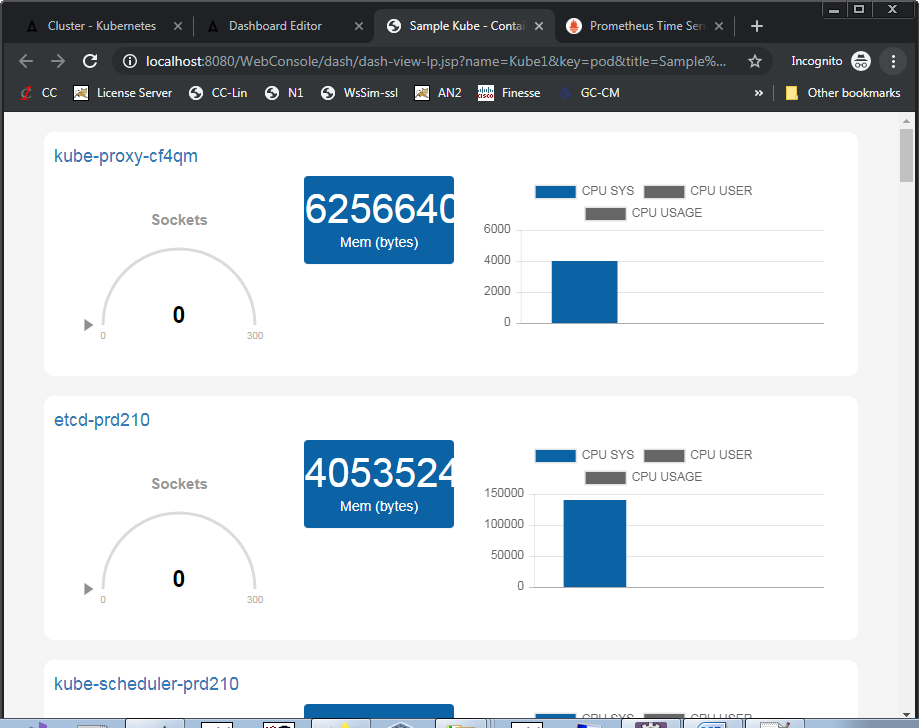 Cluster - Kubernetes
Dashboard Editor
Sample Kube - Contai
Prometheus Time Seri
localhost:8080/WebConsole/dash/dash-view-lp.jsp?name=Kube1&key=pod&title=Sample%...
Incognito
CC
License Server
CC-Lin
N1
WsSim-ssl
AN2
CISCO
Finesse
GC-CM
»
Other bookmarks
kube-proxy-cf4qm
Sockets
0
0 300
6256640
Mem (bytes)
CPU SYS CPU USER
CPU USAGE
6000
4000
2000
0
etcd-prd210
Sockets
0
0 300
4053524
Mem (bytes)
CPU SYS CPU USER
CPU USAGE
150000
100000
50000
0
kube-scheduler-prd210
CPU SYS CPU USER